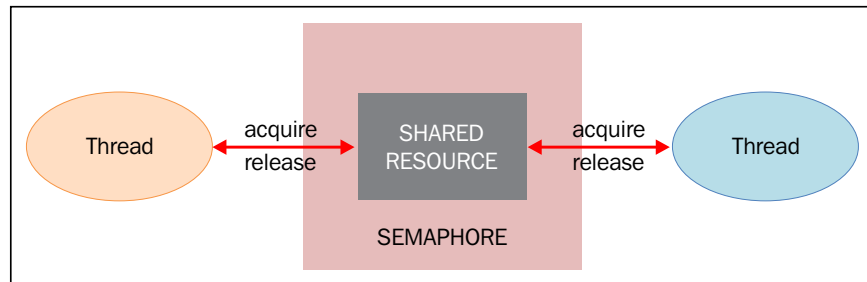 Thread
acquire
release
SHARED
RESOURCE
acquire
release
Thread
SEMAPHORE